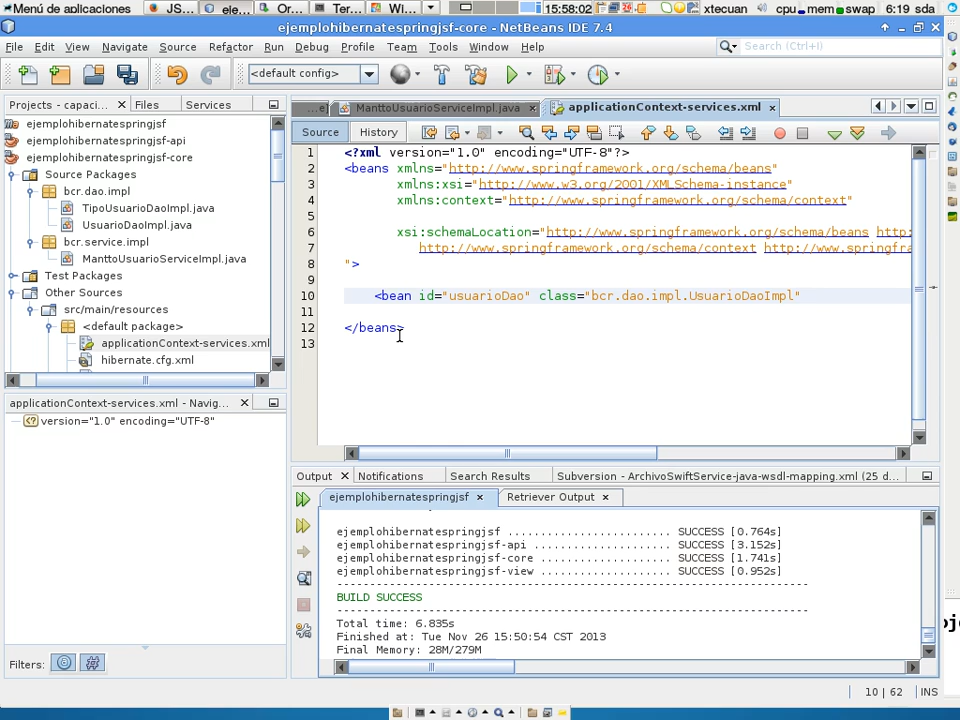 Menú de aplicaciones JS... ele... Or... Ter... Wi... 15:58:02 xtecuan cpu mem swap 6:19 sda
ejemplohibernatespringjsf-core - NetBeans IDE 7.4
File Edit View Navigate Source Refactor Run Debug Profile Team Tools Window Help Search (Ctrl+I)
<default config>
Projects - capaci... Files Services
...e] ManttoUsuarioServiceImpl.java applicationContext-services.xml
Source History
ejemplohibernatespringjsf
ejemplohibernatespringjsf-api
ejemplohibernatespringjsf-core
Source Packages
bcr.dao.impl
TipoUsuarioDaoImpl.java
UsuarioDaoImpl.java
bcr.service.impl
ManttoUsuarioServiceImpl.java
Test Packages
Other Sources
src/main/resources
<default package>
applicationContext-services.xml
hibernate.cfg.xml
1 <?xml version="1.0" encoding="UTF-8"?>
2 <beans xmlns="http://www.springframework.org/schema/beans"
3 xmlns:xsi="http://www.w3.org/2001/XMLSchema-instance"
4 xmlns:context="http://www.springframework.org/schema/context"
5
6 xsi:schemaLocation="http://www.springframework.org/schema/beans http:
7 http://www.springframework.org/schema/context http://www.springfra
8 ">
9
10 <bean id="usuarioDao" class="bcr.dao.impl.UsuarioDaoImpl"
11
12 </beans>
13
applicationContext-services.xml - Navig...
version="1.0" encoding="UTF-8"
Filters:
Output Notifications Search Results Subversion - ArchivoSwiftService-java-wsdl-mapping.xml (25 d...
ejemplohibernatespringjsf Retriever Output
ejemplohibernatespringjsf ......................... SUCCESS [0.764s]
ejemplohibernatespringjsf-api ..................... SUCCESS [3.152s]
ejemplohibernatespringjsf-core .................... SUCCESS [1.741s]
ejemplohibernatespringjsf-view .................... SUCCESS [0.952s]
------------------------------------------------------------------------
BUILD SUCCESS
------------------------------------------------------------------------
Total time: 6.835s
Finished at: Tue Nov 26 15:50:54 CST 2013
Final Memory: 28M/279M
10 | 62 INS